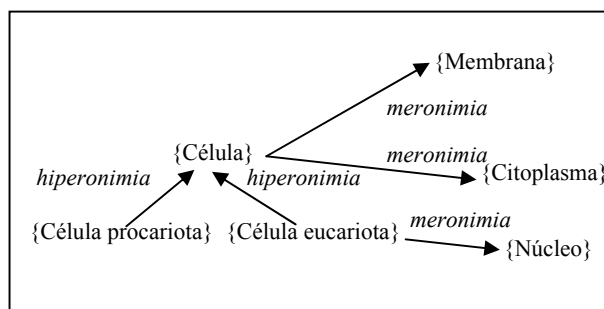 {Membrana}
meronimia
{Célula}
meronimia
hiperonimia
hiperonimia
{Citoplasma}
{Célula procariota}
{Célula eucariota}
meronimia
{Núcleo}